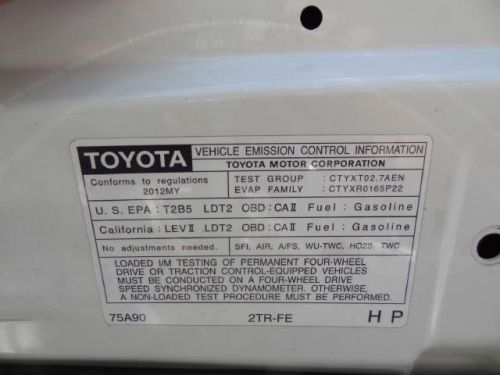 TOYOTA VEHICLE EMISSION CONTROL INFORMATION
TOYOTA MOTOR CORPORATION
Conforms to regulations
2012MY
TEST GROUP : CTYXT02.7AEN
EVAP FAMILY : CTYXR0165P22
U.S. EPA : T2B5 LDT2 OBD : CA II Fuel : Gasoline
California : LEV II LDT2 OBD : CA II Fuel : Gasoline
No adjustments needed. SFI, AIR, A/FS, WU-TWC, HO2S, TWC
LOADED I/M TESTING OF PERMANENT FOUR-WHEEL
DRIVE OR TRACTION CONTROL-EQUIPPED VEHICLES
MUST BE CONDUCTED ON A FOUR-WHEEL DRIVE
SPEED SYNCHRONIZED DYNAMOMETER. OTHERWISE,
A NON-LOADED TEST PROCEDURE MUST BE PERFORMED.
75A90 2TR-FE H P